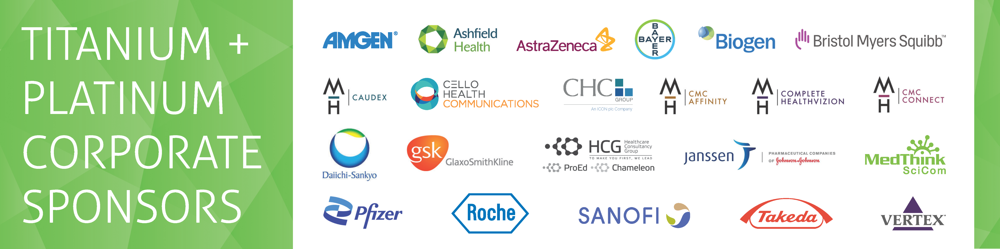 TITANIUM +
PLATINUM
CORPORATE
SPONSORS
AMGEN®
Ashfield
Health
AstraZeneca
BAYER
BAYER
Biogen
Bristol Myers Squibb™
M
H
CAUDEX
CELLO
HEALTH
COMMUNICATIONS
CHC
GROUP
An ICON plc Company
M
H
CMC
AFFINITY
M
H
COMPLETE
HEALTHVIZION
M
H
CMC
CONNECT
Daiichi-Sankyo
gsk
GlaxoSmithKline
HCG
Healthcare
Consultancy
Group
TO MAKE YOU FIRST, WE LEAD
ProEd
Chameleon
janssen
PHARMACEUTICAL COMPANIES
OF Johnson&Johnson
MedThink
SciCom
Pfizer
Roche
SANOFI
Takeda
VERTEX